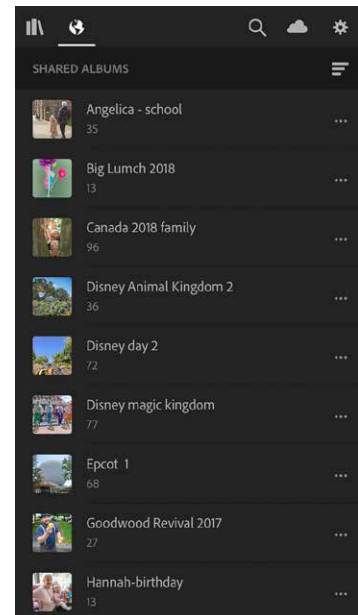 SHARED ALBUMS
Angelica - school
35
Big Lumch 2018
13
Canada 2018 family
96
Disney Animal Kingdom 2
36
Disney day 2
72
Disney magic kingdom
77
Epcot 1
68
Goodwood Revival 2017
27
Hannah-birthday
13